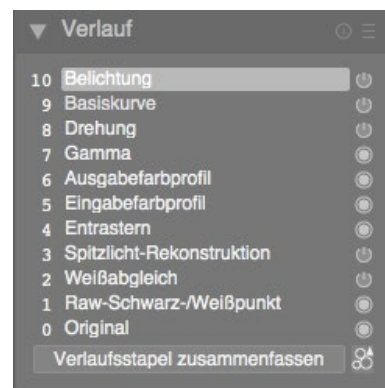 Verlauf
10 Belichtung
9 Basiskurve
8 Drehung
7 Gamma
6 Ausgabefarbprofil
5 Eingabefarbprofil
4 Entrastern
3 Spitzlicht-Rekonstruktion
2 Weißabgleich
1 Raw-Schwarz-/Weißpunkt
0 Original
Verlaufsstapel zusammenfassen